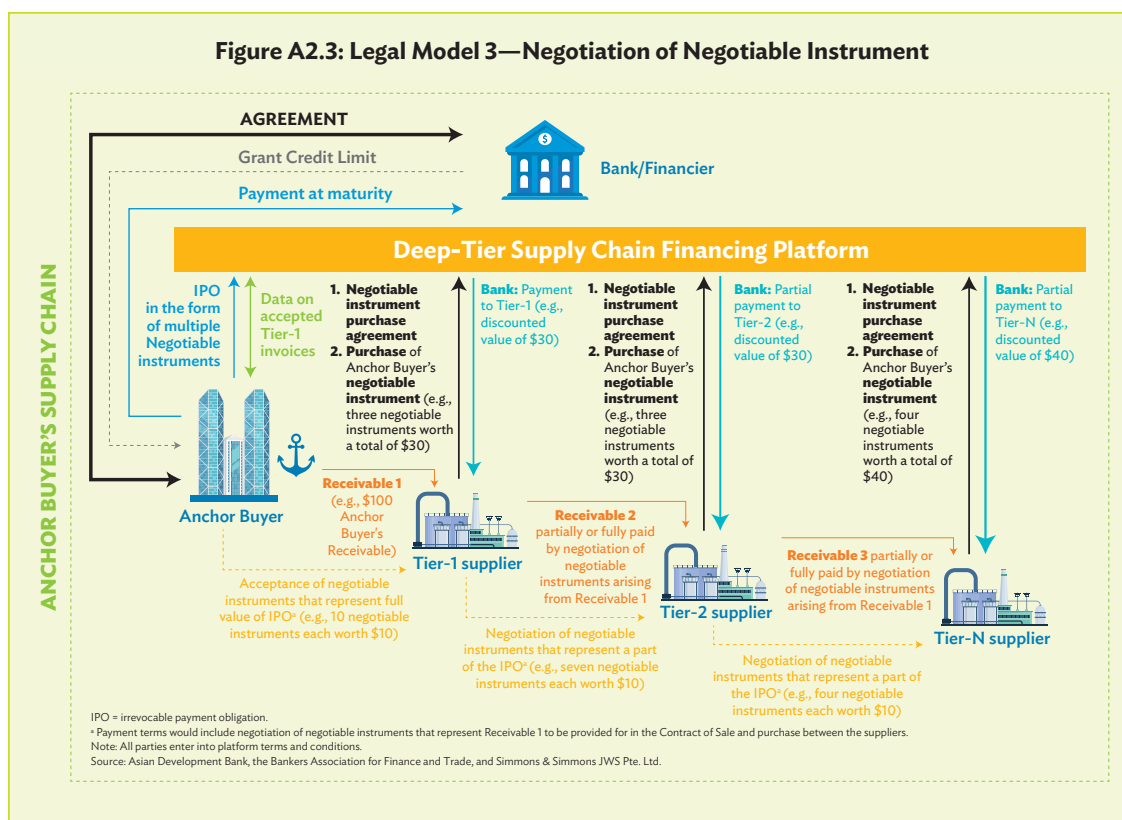 Figure A2.3: Legal Model 3—Negotiation of Negotiable Instrument
ANCHOR BUYER'S SUPPLY CHAIN
AGREEMENT
Grant Credit Limit
Payment at maturity
Bank/Financier
Deep-Tier Supply Chain Financing Platform
IPO
in the form
of multiple
Negotiable
instruments
Data on
accepted
Tier-1
invoices
1. Negotiable
instrument
purchase
agreement
2. Purchase of
Anchor Buyer's
negotiable
instrument (e.g.,
three negotiable
instruments worth
a total of $30)
Bank: Payment
to Tier-1 (e.g.,
discounted
value of $30)
1. Negotiable
instrument
purchase
agreement
2. Purchase of
Anchor Buyer's
negotiable
instrument
(e.g., three
negotiable
instruments
worth a total of
$30)
Bank: Partial
payment to
Tier-2 (e.g.,
discounted
value of $30)
1. Negotiable
instrument
purchase
agreement
2. Purchase of
Anchor Buyer's
negotiable
instrument
(e.g., four
negotiable
instruments
worth a total of
$40)
Bank: Partial
payment to
Tier-N (e.g.,
discounted
value of $40)
Anchor Buyer
Receivable 1
(e.g., $100
Anchor
Buyer's
Receivable)
Tier-1 supplier
Receivable 2
partially or fully paid
by negotiation of
negotiable
instruments arising
from Receivable 1
Tier-2 supplier
Receivable 3 partially or
fully paid by negotiation
of negotiable instruments
arising from Receivable 1
Tier-N supplier
Acceptance of negotiable
instruments that represent full
value of IPOᵃ (e.g., 10 negotiable
instruments each worth $10)
Negotiation of negotiable
instruments that represent a part
of the IPOᵃ (e.g., seven negotiable
instruments each worth $10)
Negotiation of negotiable
instruments that represent a part of
the IPOᵃ (e.g., four negotiable
instruments each worth $10)
IPO = irrevocable payment obligation.
ᵃ Payment terms would include negotiation of negotiable instruments that represent Receivable 1 to be provided for in the Contract of Sale and purchase between the suppliers.
Note: All parties enter into platform terms and conditions.
Source: Asian Development Bank, the Bankers Association for Finance and Trade, and Simmons & Simmons JWS Pte. Ltd.